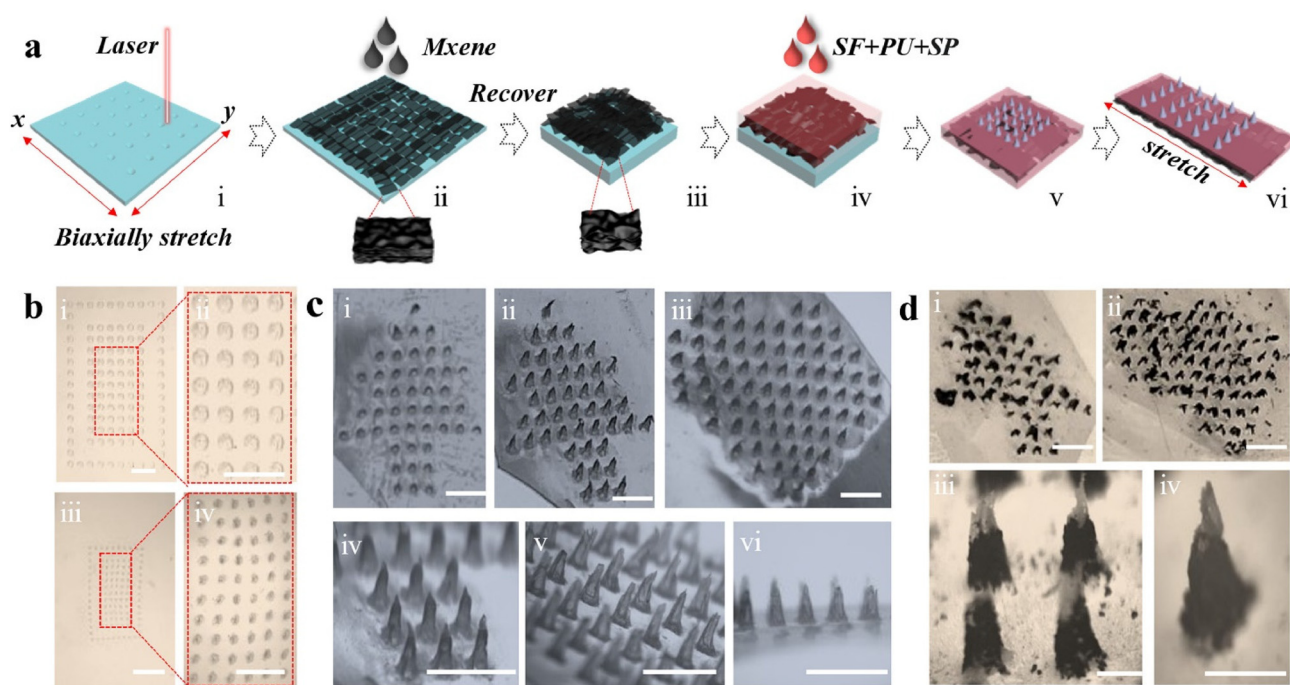 a
Laser
x
y
Biaxially stretch
i
Mxene
ii
Recover
iii
SF+PU+SP
iv
v
stretch
vi
b
i
ii
iii
iv
c
i
ii
iii
iv
v
vi
d
i
ii
iii
iv